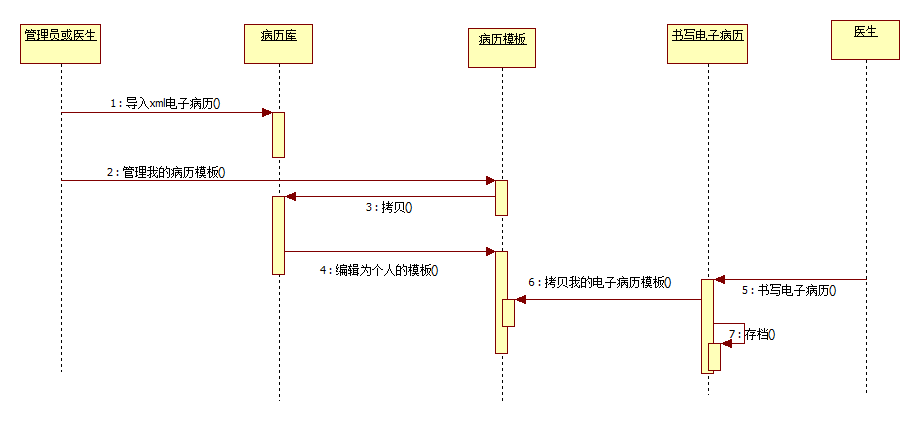 管理员或医生
病历库
病历模板
书写电子病历
医生
1 : 导入xml电子病历()
2 : 管理我的病历模板()
3 : 拷贝()
4 : 编辑为个人的模板()
5 : 书写电子病历()
6 : 拷贝我的电子病历模板()
7 : 存档()